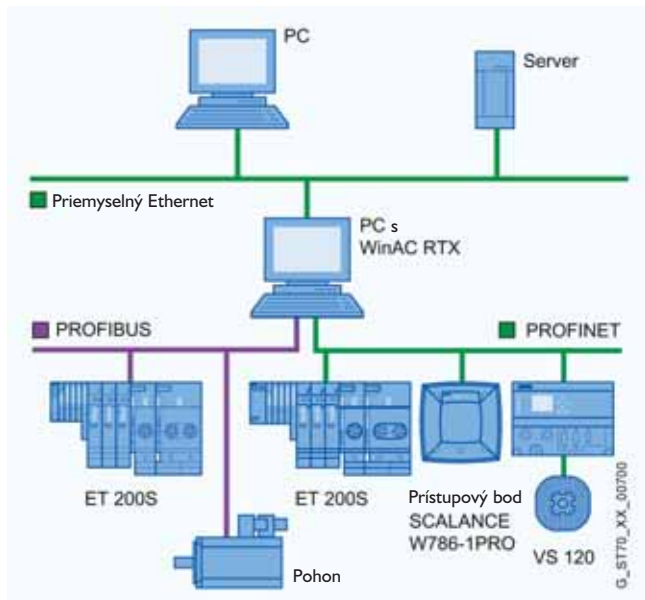 PC
Server
Priemyselný Ethernet
PC s
WinAC RTX
PROFIBUS
PROFINET
ET 200S
ET 200S
Prístupový bod
SCALANCE
W786-1PRO
VS 120
Pohon
G_ST70_XX_00700